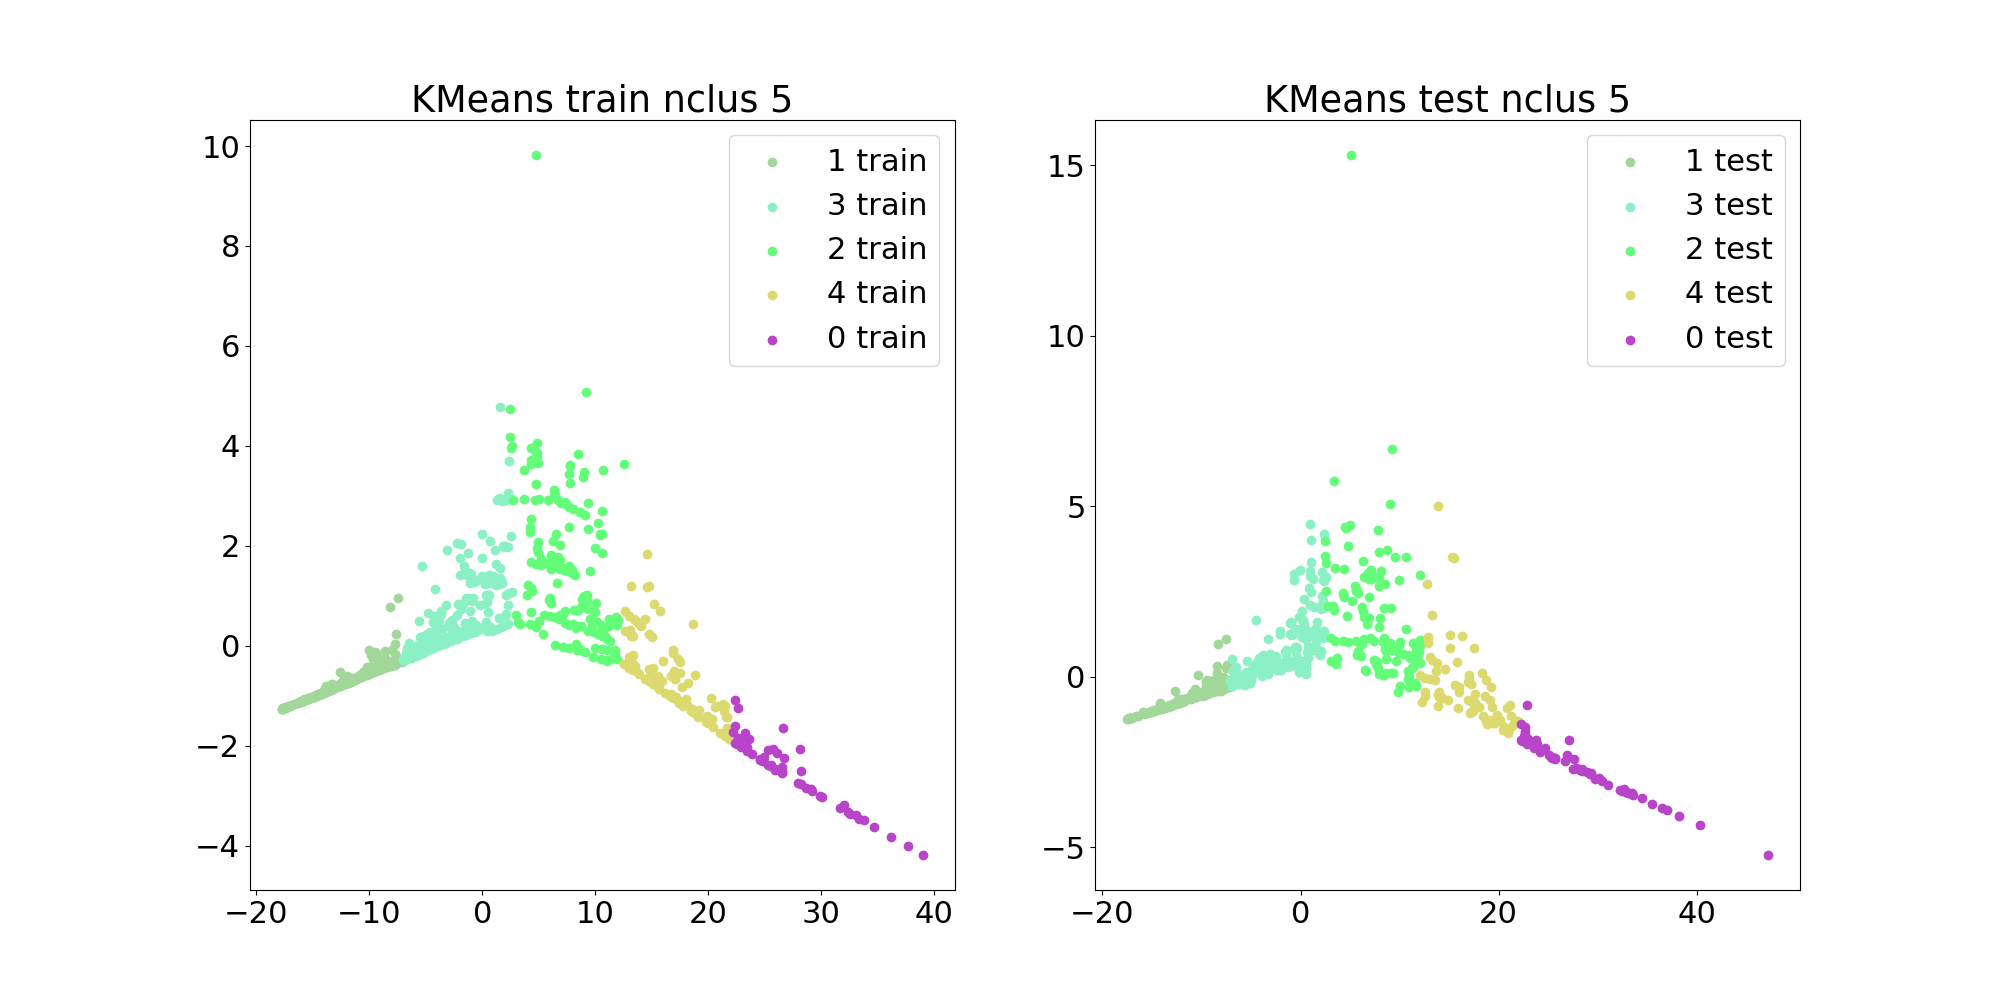 KMeans train nclus 5
10
8
6
4
2
0
−2
−4
−20
−10
0
10
20
30
40
1 train
3 train
2 train
4 train
0 train
KMeans test nclus 5
15
10
5
0
−5
−20
0
20
40
1 test
3 test
2 test
4 test
0 test